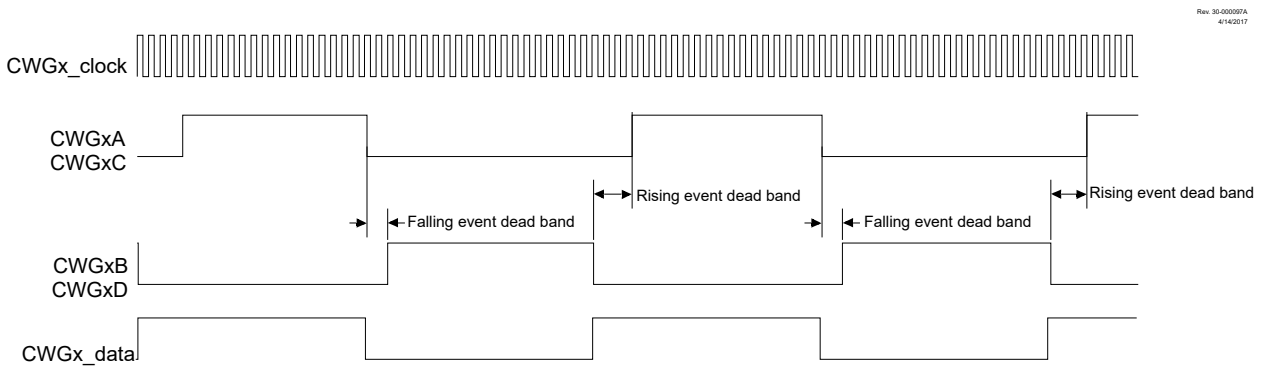 Rev. 30-000097A
4/14/2017
CWGx_clock
CWGxA
CWGxC
Rising event dead band
Rising event dead band
Falling event dead band
Falling event dead band
CWGxB
CWGxD
CWGx_data